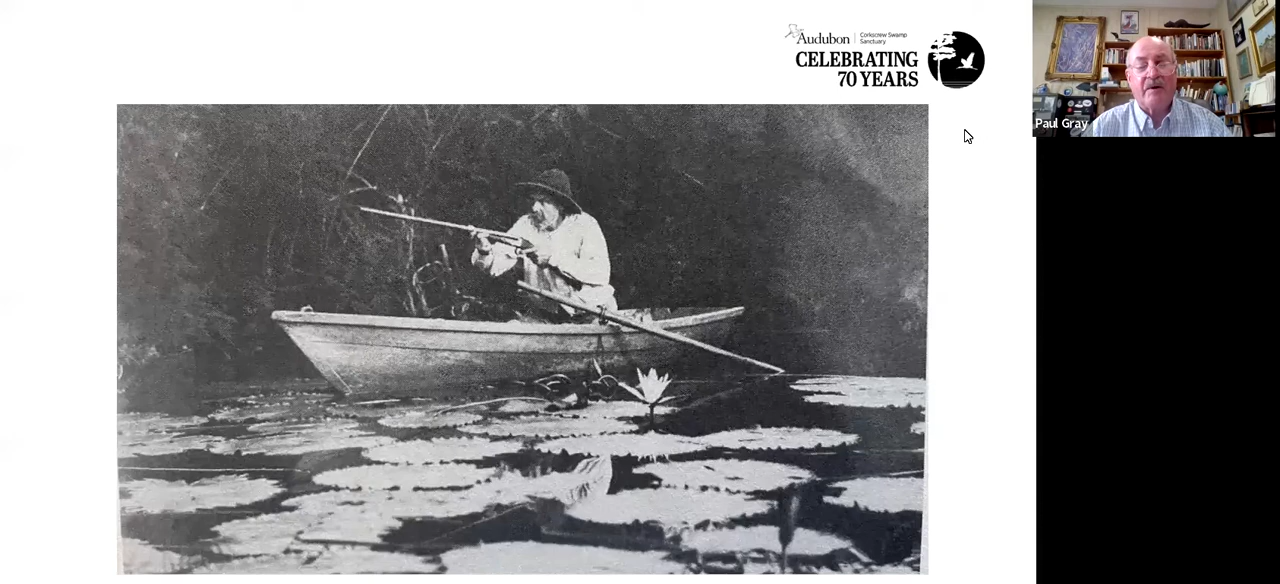 Audubon | Corkscrew Swamp
Sanctuary
CELEBRATING
70 YEARS
Paul Gray